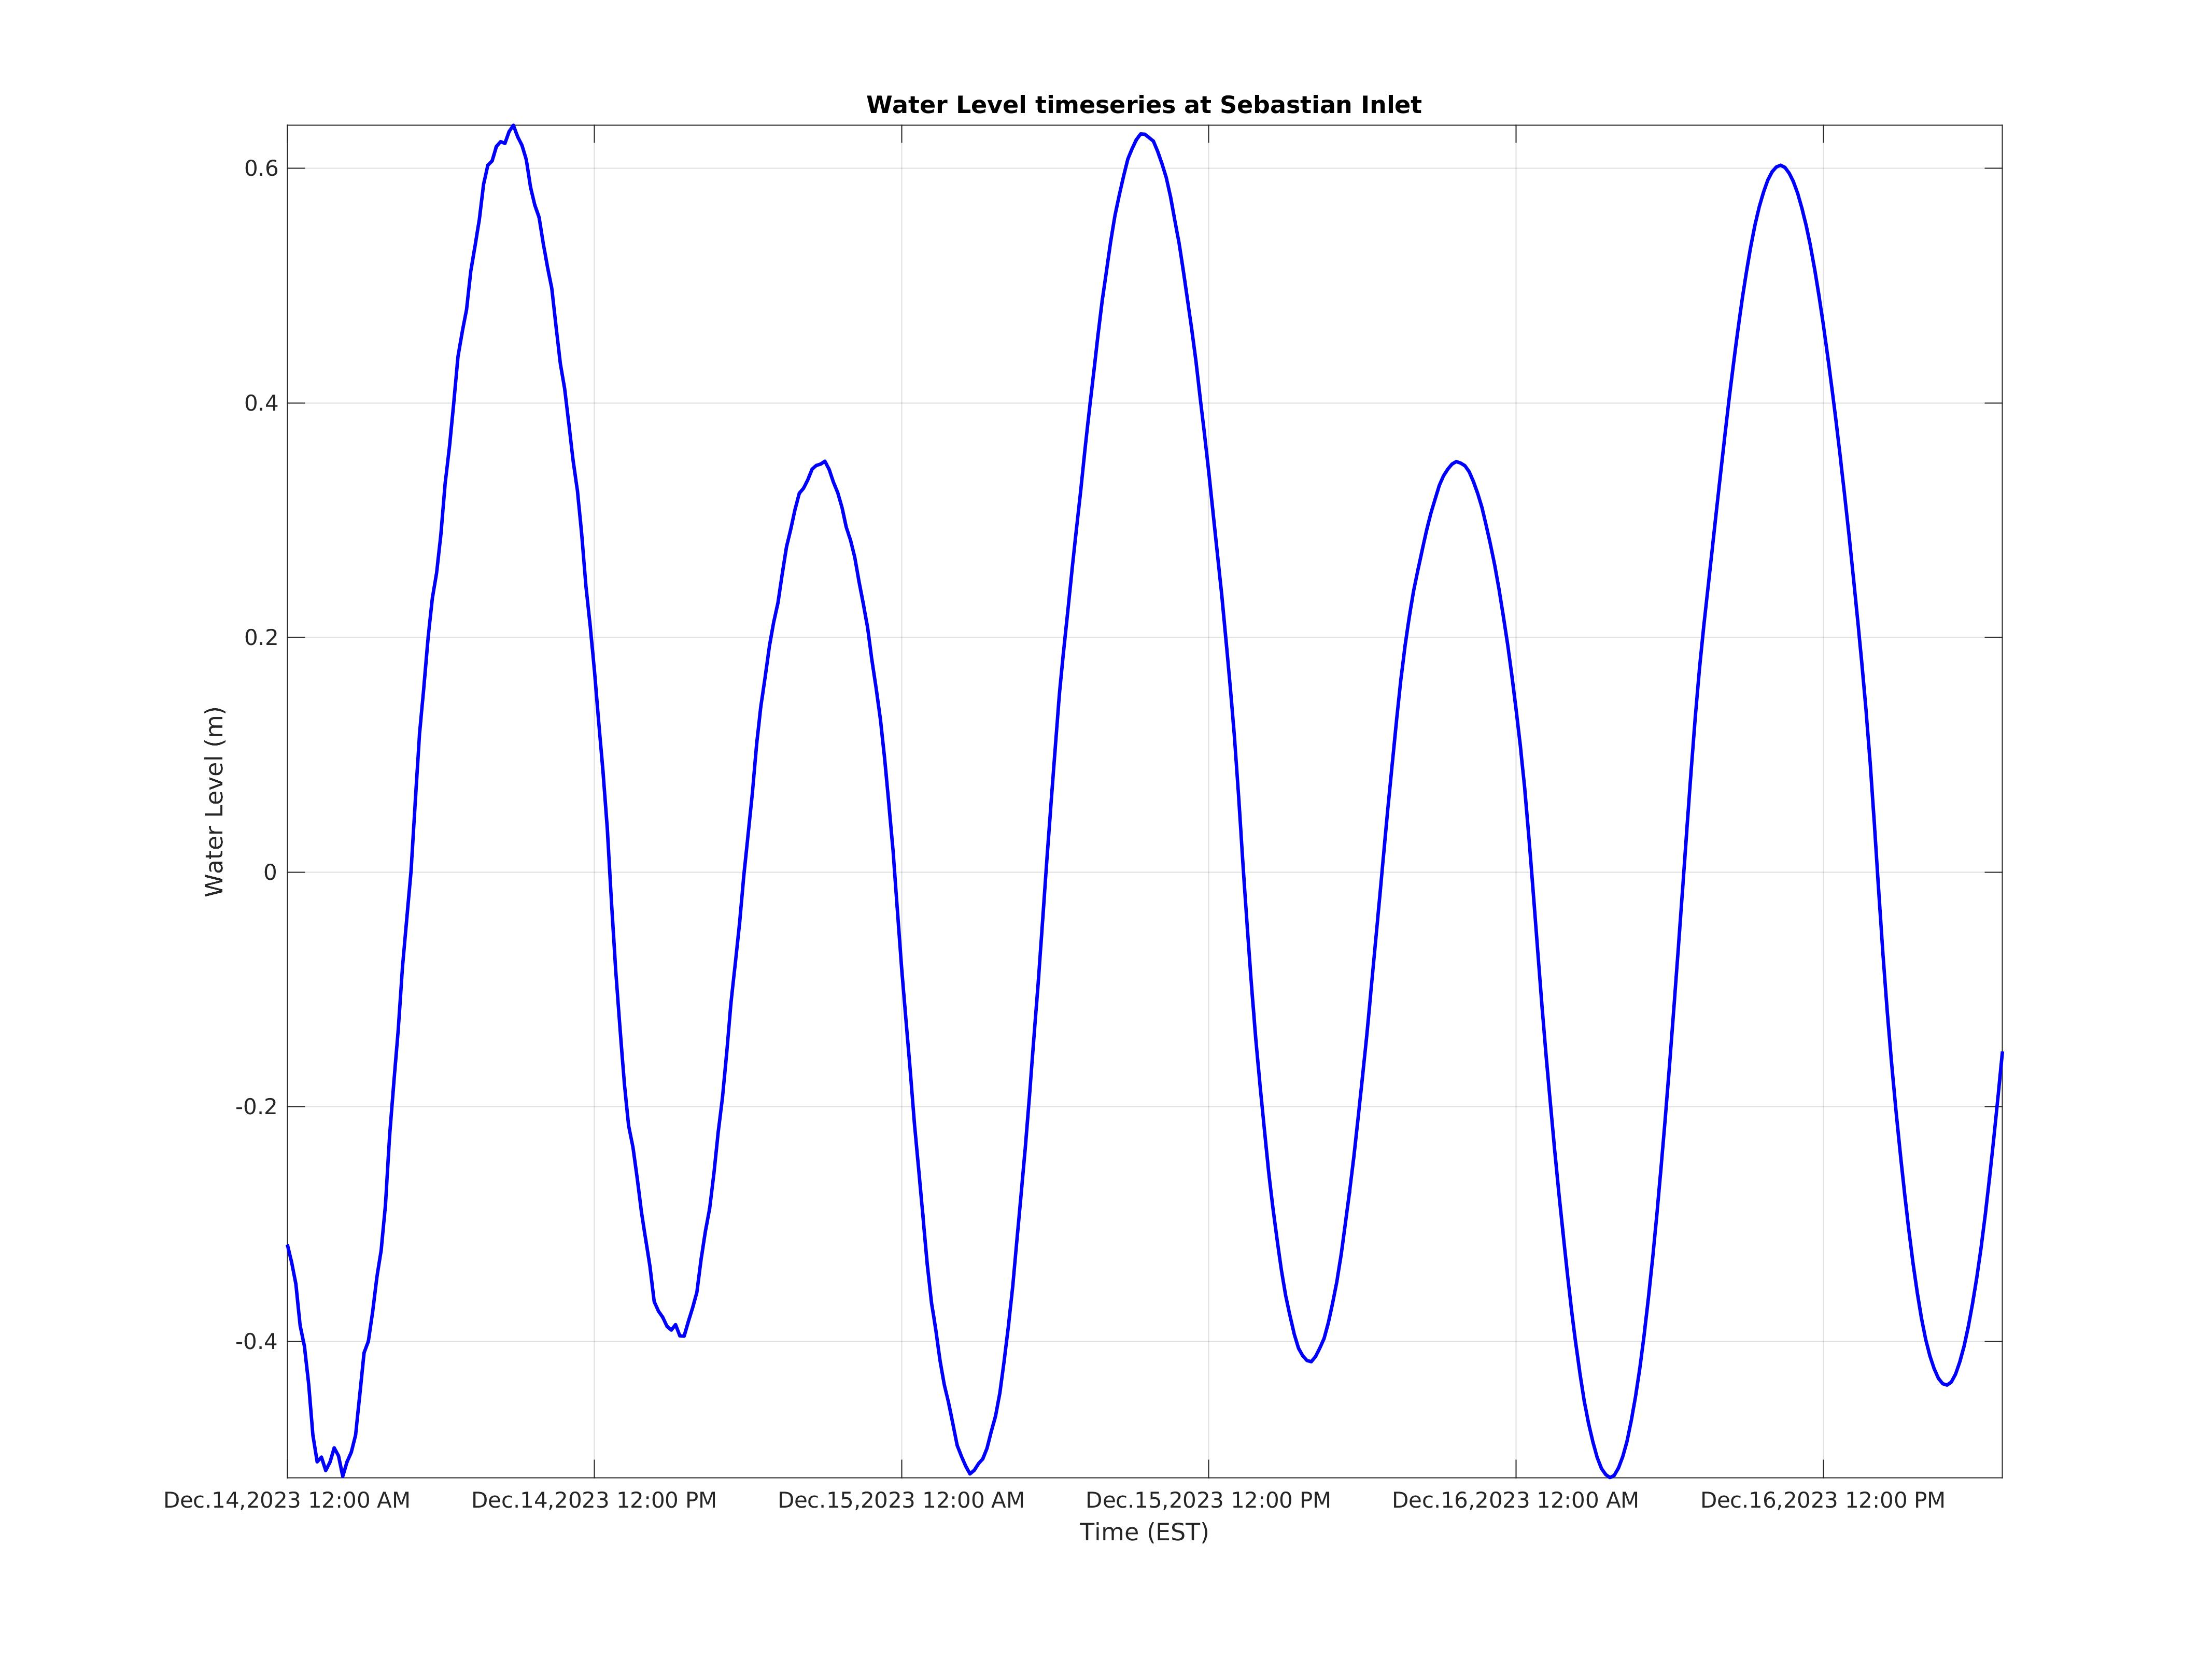 Water Level timeseries at Sebastian Inlet
0.6
0.4
0.2
0
-0.2
-0.4
Water Level (m)
Dec.14,2023 12:00 AM Dec.14,2023 12:00 PM Dec.15,2023 12:00 AM Dec.15,2023 12:00 PM Dec.16,2023 12:00 AM Dec.16,2023 12:00 PM
Time (EST)